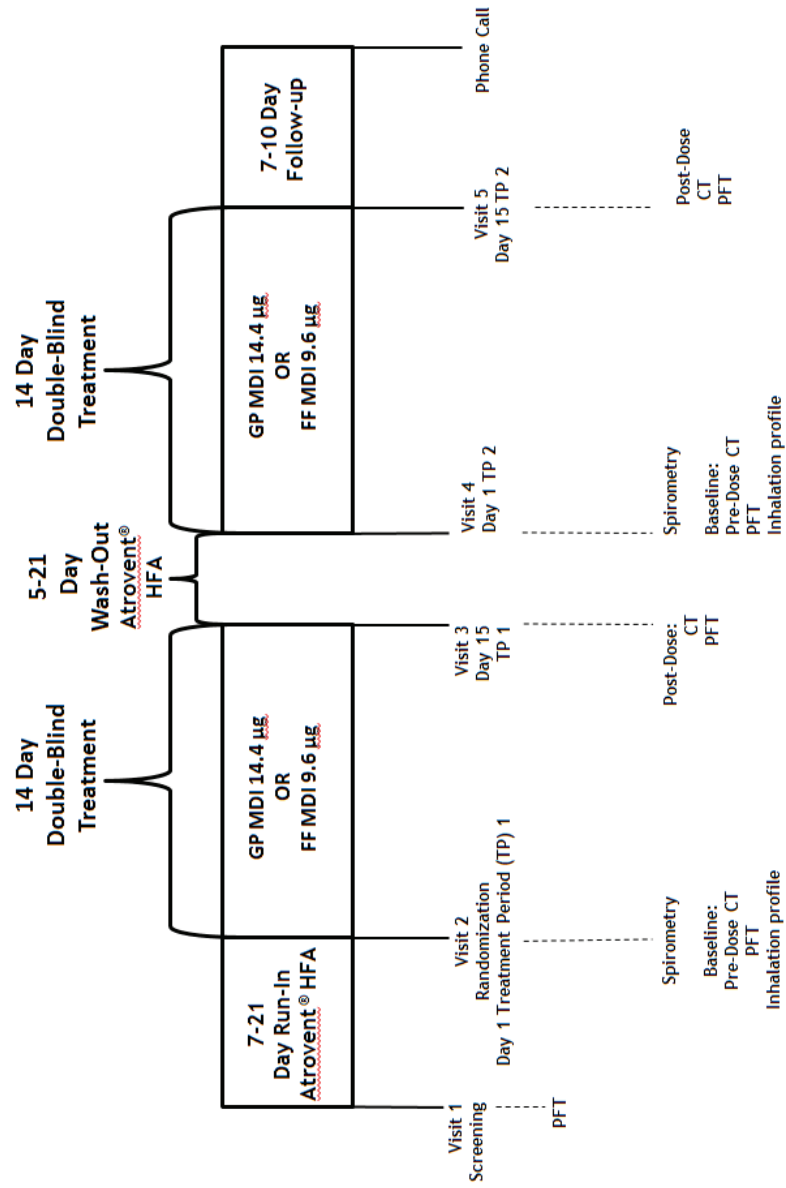 14 Day
Double-Blind
Treatment
5-21
Day
Wash-Out
Atrovent®
HFA
14 Day
Double-Blind
Treatment
7-21
Day Run-In
Atrovent® HFA
GP MDI 14.4 µg
OR
FF MDI 9.6 µg
GP MDI 14.4 µg
OR
FF MDI 9.6 µg
7-10 Day
Follow-up
Visit 1
Screening
PFT
Visit 2
Randomization
Day 1 Treatment Period (TP) 1
Spirometry
Baseline:
Pre-Dose CT
PFT
Inhalation profile
Visit 3
Day 15
TP 1
Post-Dose:
CT
PFT
Visit 4
Day 1 TP 2
Spirometry
Baseline:
Pre-Dose CT
PFT
Inhalation profile
Visit 5
Day 15 TP 2
Post-Dose
CT
PFT
Phone Call